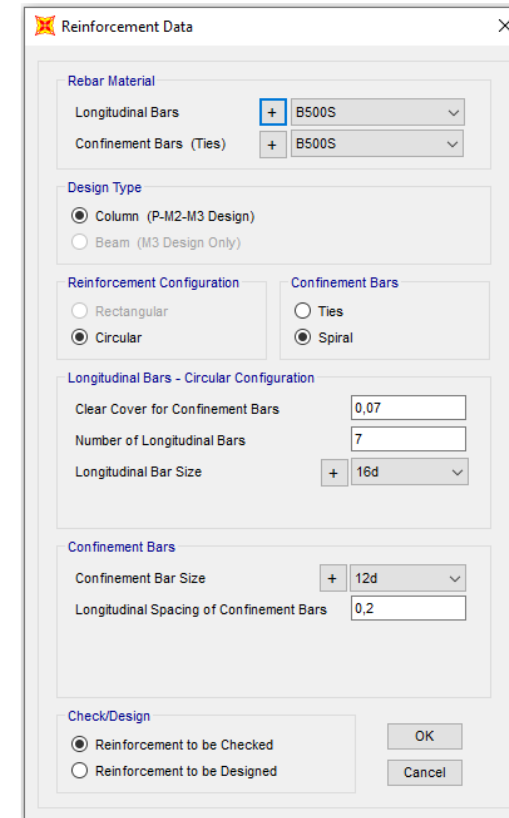 Reinforcement Data
Rebar Material
Longitudinal Bars + B500S
Confinement Bars (Ties) + B500S
Design Type
Column (P-M2-M3 Design)
Beam (M3 Design Only)
Reinforcement Configuration
Rectangular
Circular
Confinement Bars
Ties
Spiral
Longitudinal Bars - Circular Configuration
Clear Cover for Confinement Bars 0,07
Number of Longitudinal Bars 7
Longitudinal Bar Size + 16d
Confinement Bars
Confinement Bar Size + 12d
Longitudinal Spacing of Confinement Bars 0,2
Check/Design
Reinforcement to be Checked
Reinforcement to be Designed
OK
Cancel